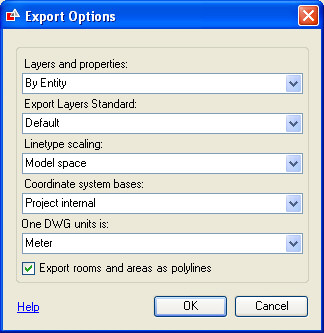 Export Options
Layers and properties:
By Entity
Export Layers Standard:
Default
Linetype scaling:
Model space
Coordinate system bases:
Project internal
One DWG units is:
Meter
Export rooms and areas as polylines
Help
OK
Cancel